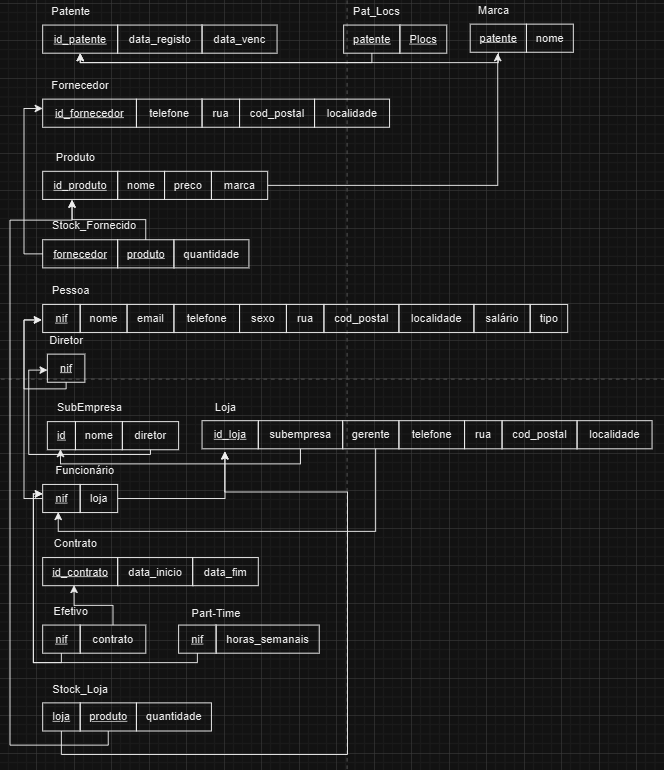 Patente
id_patente data_registo data_venc
Pat_Locs
patente Plocs
Marca
patente nome
Fornecedor
id_fornecedor telefone rua cod_postal localidade
Produto
id_produto nome preco marca
Stock_Fornecido
fornecedor produto quantidade
Pessoa
nif nome email telefone sexo rua cod_postal localidade salário tipo
Diretor
nif
SubEmpresa
id nome diretor
Loja
id_loja subempresa gerente telefone rua cod_postal localidade
Funcionário
nif loja
Contrato
id_contrato data_inicio data_fim
Efetivo
nif contrato
Part-Time
nif horas_semanais
Stock_Loja
loja produto quantidade